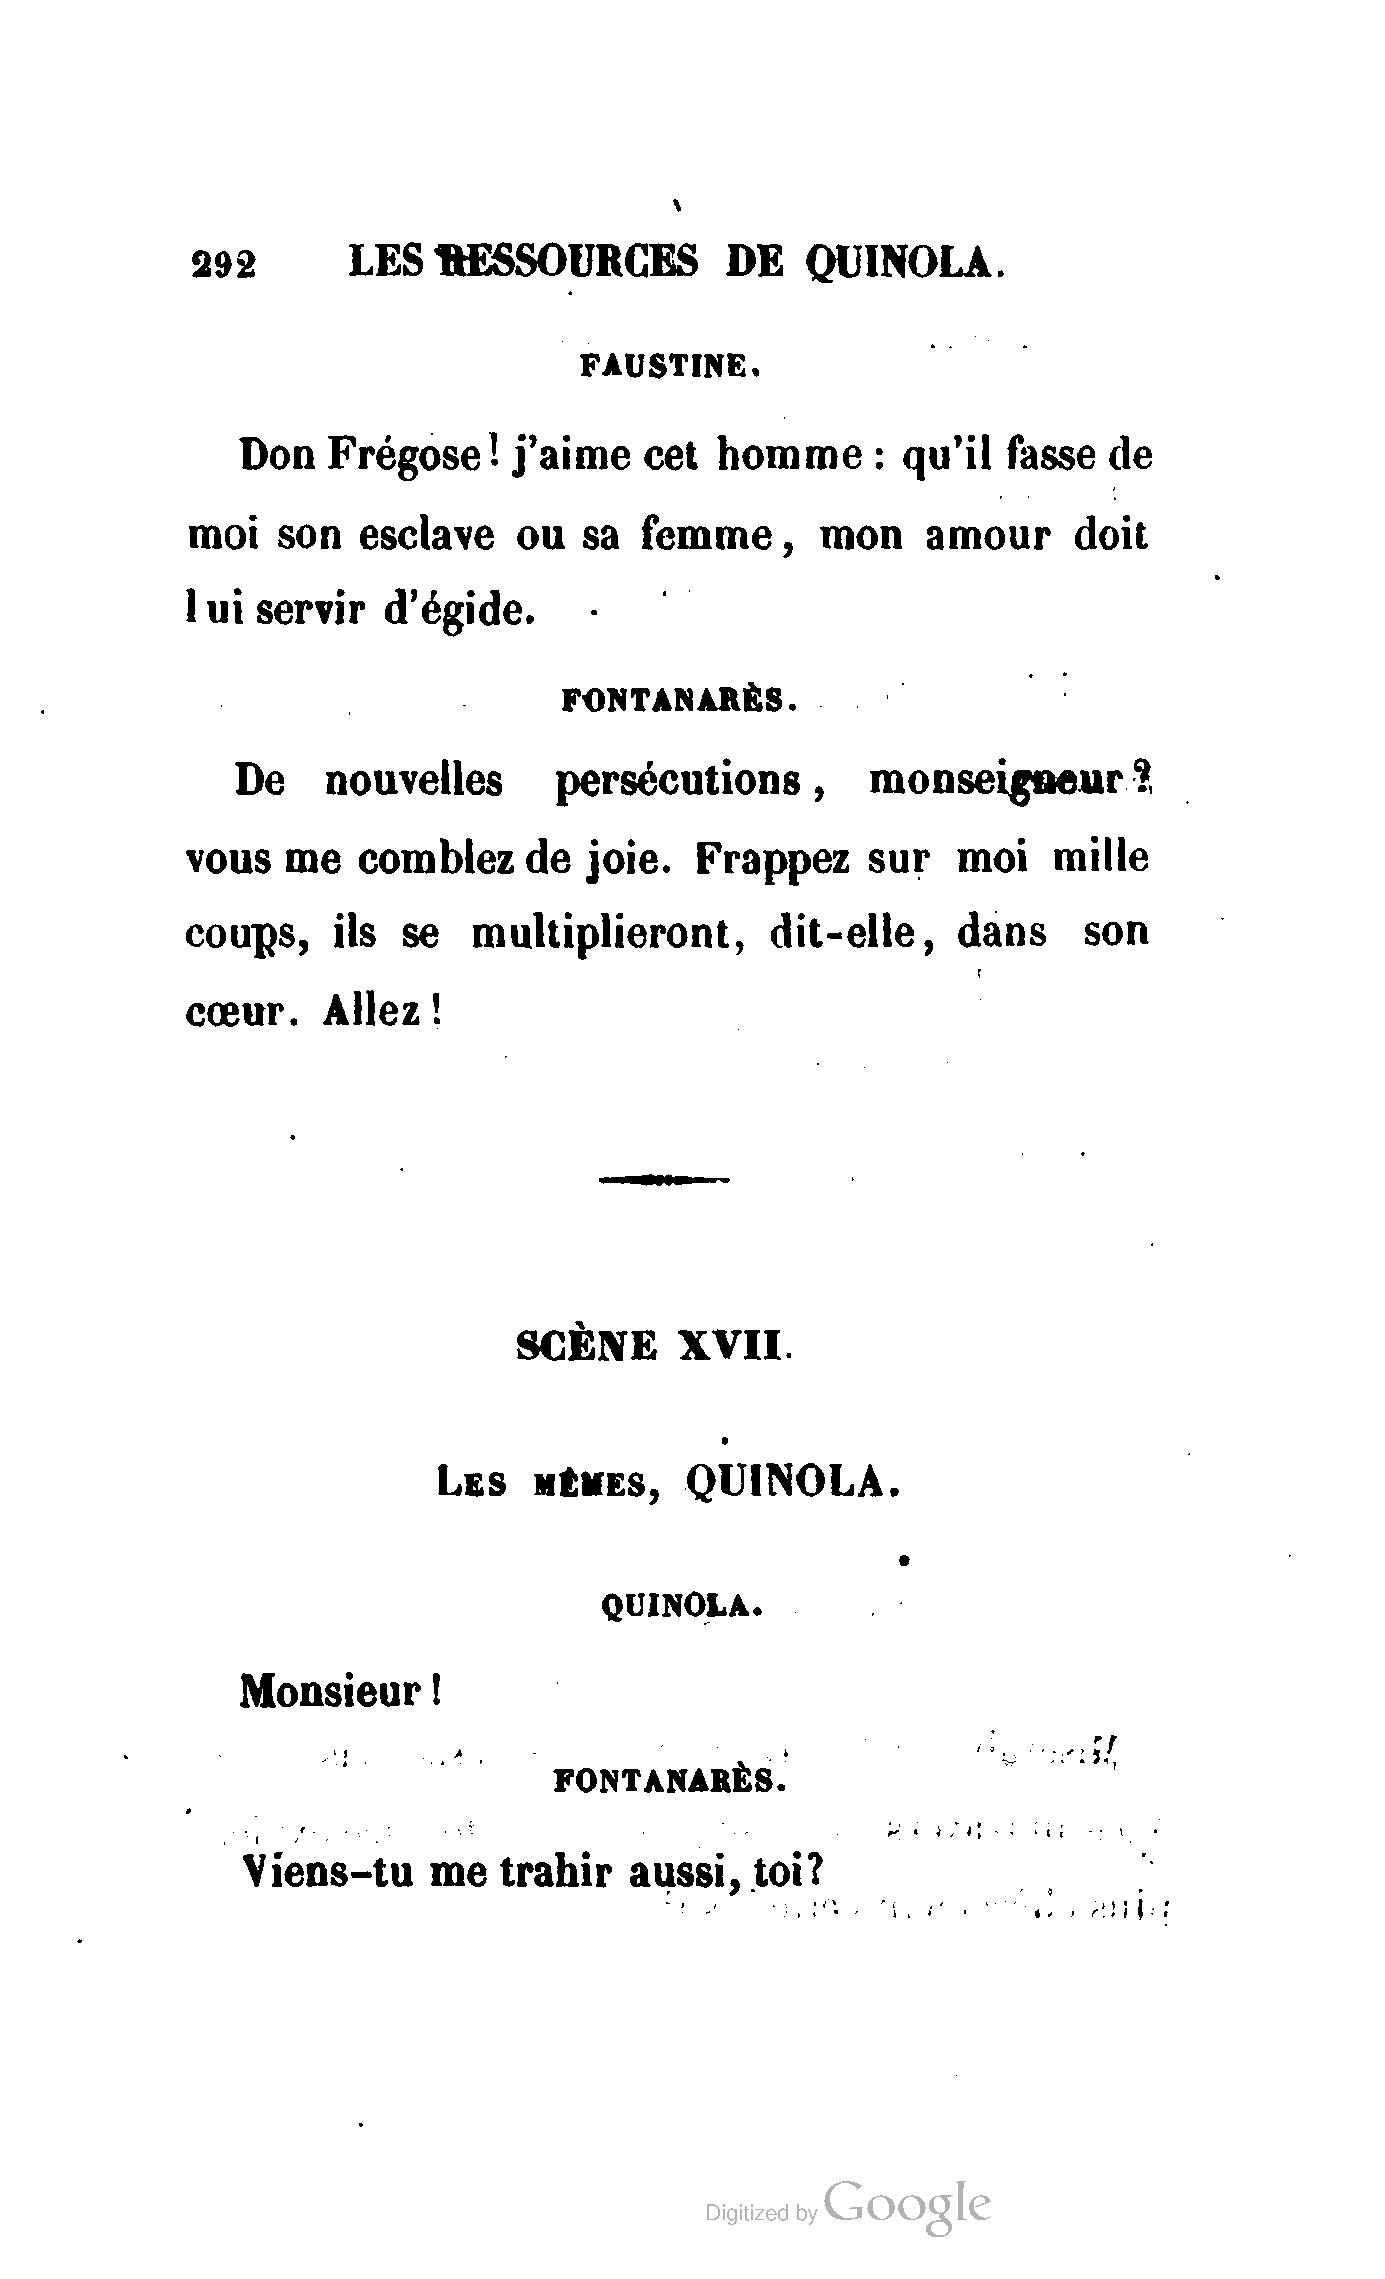 292 LES RESSOURCES DE QUINOLA.
FAUSTINE.
Don Frégose! j'aime cet homme : qu'il fasse de
moi son esclave ou sa femme, mon amour doit
lui servir d'égide.
FONTANARÈS.
De nouvelles persécutions, monseigneur?
vous me comblez de joie. Frappez sur moi mille
coups, ils se multiplieront, dit-elle, dans son
cœur. Allez!
SCÈNE XVII.
LES MÊMES, QUINOLA.
QUINOLA.
Monsieur!
FONTANARÈS.
Viens-tu me trahir aussi, toi?
Digitized by Google